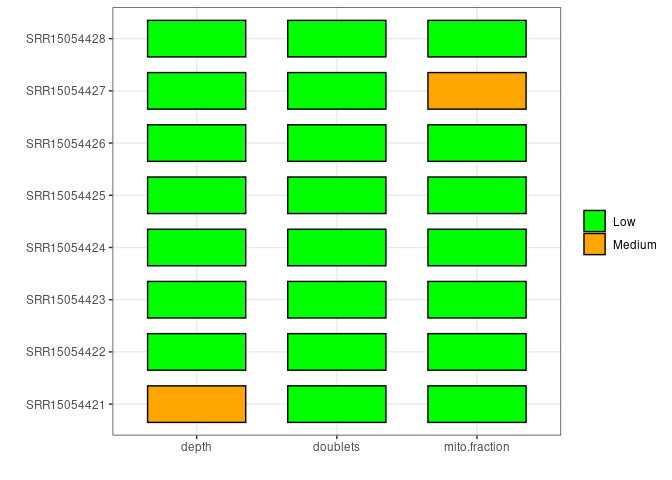 SRR15054428
SRR15054427
SRR15054426
SRR15054425
SRR15054424
SRR15054423
SRR15054422
SRR15054421
depth doublets mito.fraction
Low
Medium